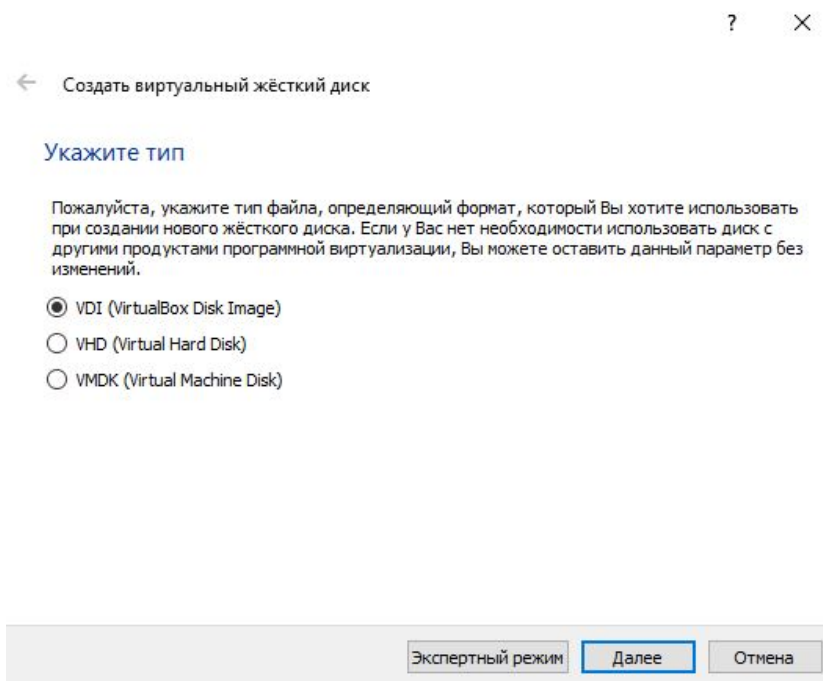 ?
Создать виртуальный жёсткий диск
Укажите тип
Пожалуйста, укажите тип файла, определяющий формат, который Вы хотите использовать
при создании нового жёсткого диска. Если у Вас нет необходимости использовать диск с
другими продуктами программной виртуализации, Вы можете оставить данный параметр без
изменений.
VDI (VirtualBox Disk Image)
VHD (Virtual Hard Disk)
VMDK (Virtual Machine Disk)
Экспертный режим Далее Отмена